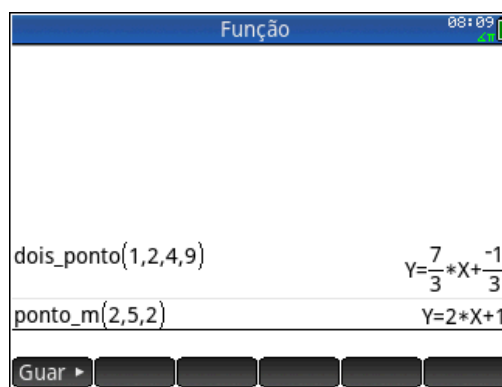 Função 08:09
∡π
dois_ponto(1,2,4,9)
Y=7/3*X+-1/3
ponto_m(2,5,2) Y=2*X+1
Guar ►